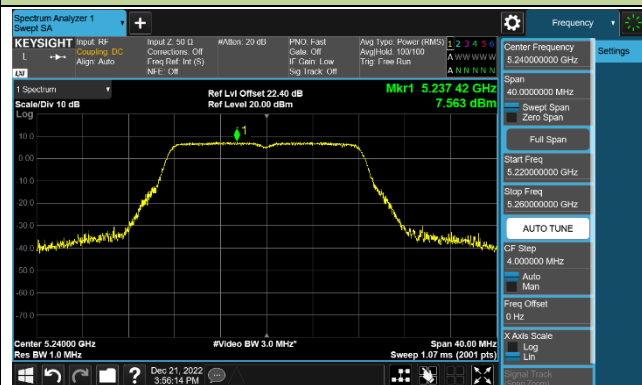 Spectrum Analyzer 1
Swept SA
Frequency
KEYSIGHT
L
Input: RF
Coupling: DC
Align: Auto
Input Z: 50 Ω
Corrections: Off
Freq Ref: Int (S)
NFE: Off
#Atten: 20 dB
PNO: Fast
Gate: Off
IF Gain: Low
Sig Track: Off
Avg Type: Power (RMS)
Avg|Hold: 100/100
Trig: Free Run
1 2 3 4 5 6
A W W W W W
A N N N N N
1 Spectrum
Scale/Div 10 dB
Log
Ref Lvl Offset 22.40 dB
Ref Level 20.00 dBm
Mkr1 5.237 42 GHz
7.563 dBm
1
10.0
0.00
-10.0
-20.0
-30.0
-40.0
-50.0
-60.0
-70.0
Center 5.24000 GHz
Res BW 1.0 MHz
#Video BW 3.0 MHz*
Span 40.00 MHz
Sweep 1.07 ms (2001 pts)
Dec 21, 2022
3:56:14 PM
Center Frequency
5.240000000 GHz
Settings
Span
40.0000000 MHz
Swept Span
Zero Span
Full Span
Start Freq
5.220000000 GHz
Stop Freq
5.260000000 GHz
AUTO TUNE
CF Step
4.000000 MHz
Auto
Man
Freq Offset
0 Hz
X Axis Scale
Log
Lin
Signal Track
(Span Zoom)